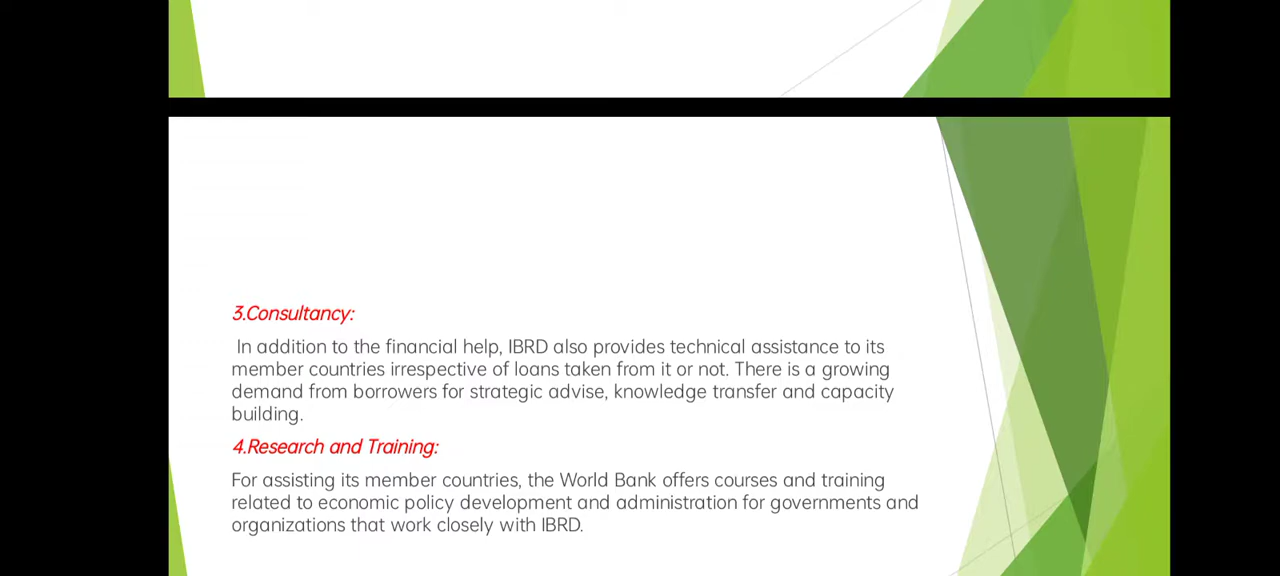 3.Consultancy:
In addition to the financial help, IBRD also provides technical assistance to its
member countries irrespective of loans taken from it or not. There is a growing
demand from borrowers for strategic advise, knowledge transfer and capacity
building.
4.Research and Training:
For assisting its member countries, the World Bank offers courses and training
related to economic policy development and administration for governments and
organizations that work closely with IBRD.